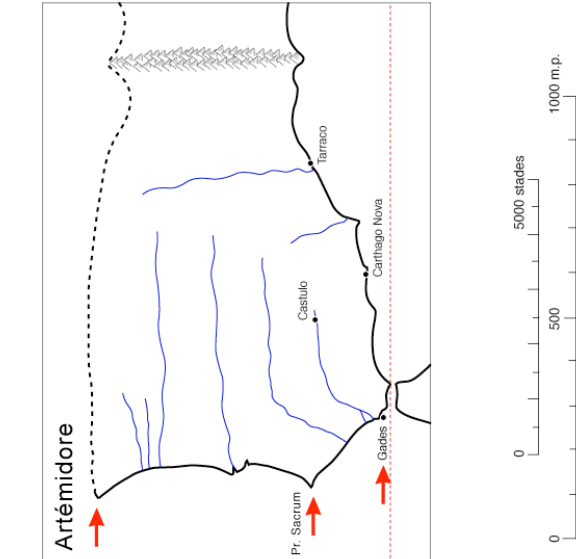 Artémidore
Tarraco
Carthago Nova
Castulo
Gades
Pr. Sacrum
0
5000 stades
0
500
1000 m.p.